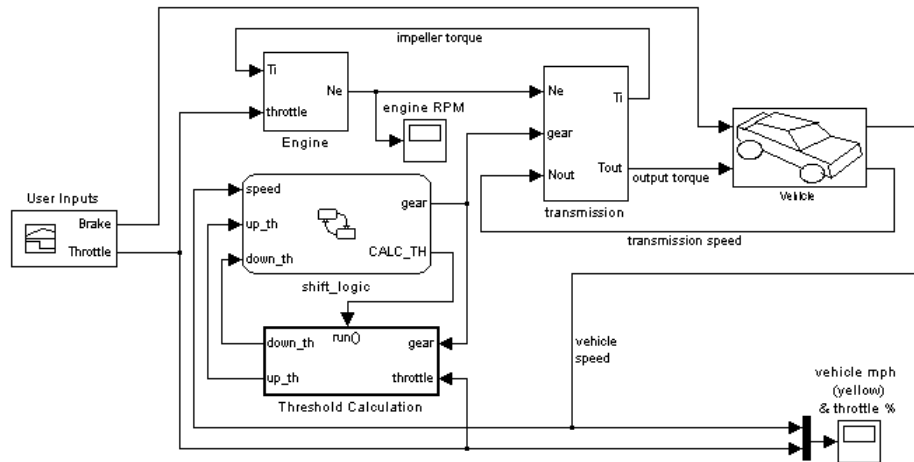 impeller torque
Ti
Ne
throttle
Engine
engine RPM
Ne
Ti
gear
Nout
Tout
transmission
output torque
Vehicle
transmission speed
User Inputs
Brake
Throttle
speed
gear
up_th
CALC_TH
down_th
shift_logic
run()
down_th
gear
up_th
throttle
Threshold Calculation
vehicle
speed
vehicle mph
(yellow)
& throttle %